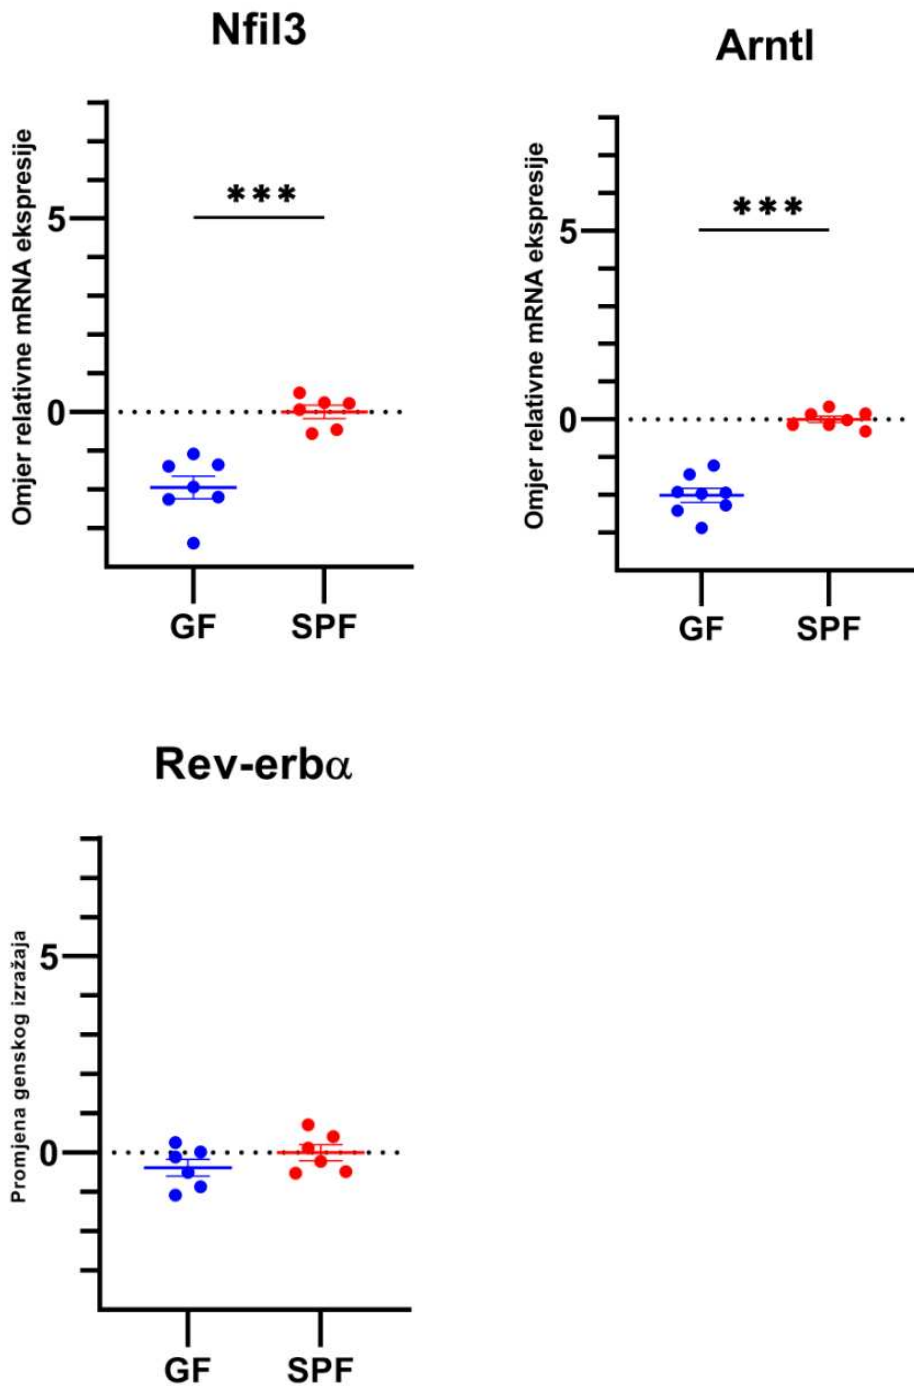 Nfil3
Omjer relativne mRNA ekspresije
5
0
***
GF SPF
Arntl
Omjer relativne mRNA ekspresije
5
0
***
GF SPF
Rev-erbα
Promjena genskog izražaja
5
0
GF SPF